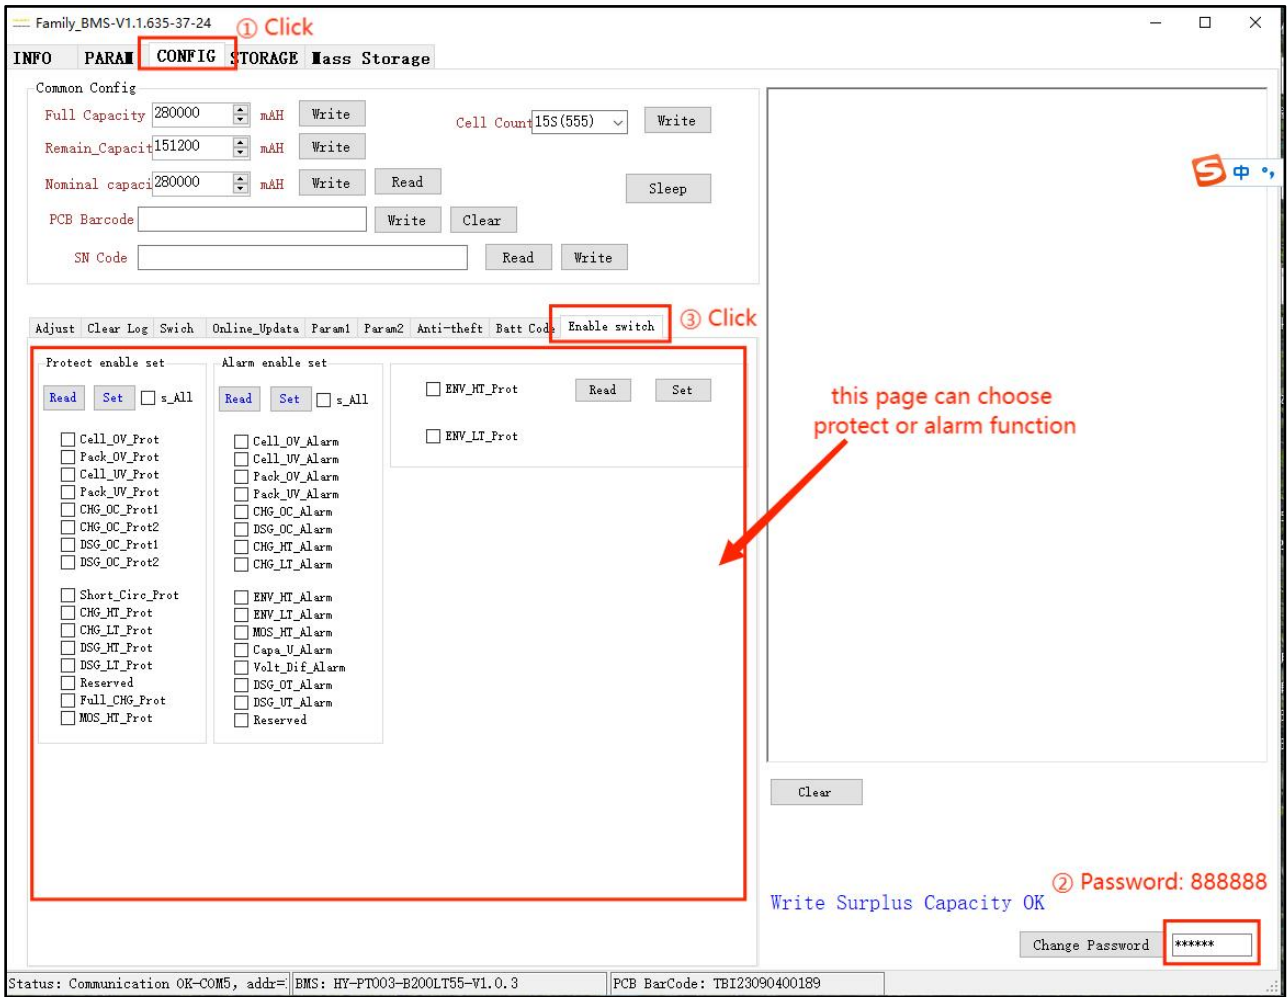 Family_BMS-V1.1.635-37-24
① Click
INFO PARAM CONFIG STORAGE Mass Storage
Common Config
Full Capacity 280000 mAH Write
Cell Count 15S(555) Write
Remain_Capacit 151200 mAH Write
Nominal capaci 280000 mAH Write Read
Sleep
PCB Barcode Write Clear
SN Code Read Write
中 °,
Adjust Clear Log Swich Online_Updata Param1 Param2 Anti-theft Batt Code Enable switch
③ Click
Protect enable set
Read Set s_All
Cell_OV_Prot
Pack_OV_Prot
Cell_UV_Prot
Pack_UV_Prot
CHG_OC_Prot1
CHG_OC_Prot2
DSG_OC_Prot1
DSG_OC_Prot2
Short_Circ_Prot
CHG_HT_Prot
CHG_LT_Prot
DSG_HT_Prot
DSG_LT_Prot
Reserved
Full_CHG_Prot
MOS_HT_Prot
Alarm enable set
Read Set s_All
Cell_OV_Alarm
Cell_UV_Alarm
Pack_OV_Alarm
Pack_UV_Alarm
CHG_OC_Alarm
DSG_OC_Alarm
CHG_HT_Alarm
CHG_LT_Alarm
ENV_HT_Alarm
ENV_LT_Alarm
MOS_HT_Alarm
Capa_U_Alarm
Volt_Dif_Alarm
DSG_OT_Alarm
DSG_UT_Alarm
Reserved
ENV_HT_Prot Read Set
ENV_LT_Prot
this page can choose
protect or alarm function
Clear
② Password: 888888
Write Surplus Capacity OK
Change Password ******
Status: Communication OK-COM5, addr= BMS: HY-PT003-B200LT55-V1.0.3 PCB BarCode: TBI23090400189